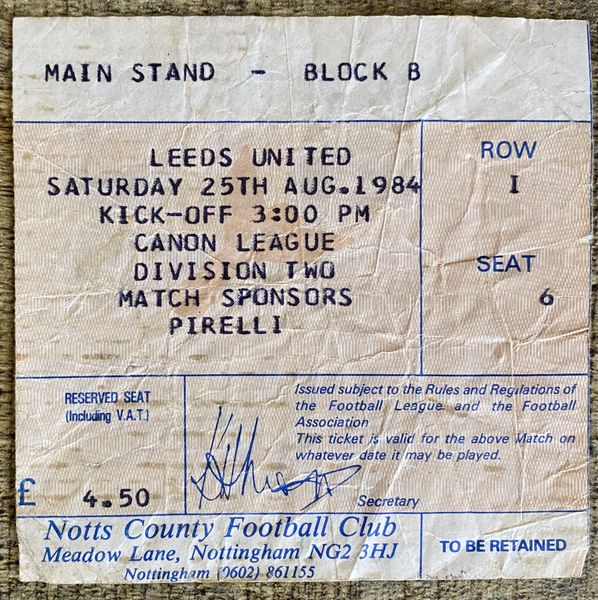 MAIN STAND - BLOCK B
LEEDS UNITED
SATURDAY 25TH AUG.1984
KICK-OFF 3:00 PM
CANON LEAGUE
DIVISION TWO
MATCH SPONSORS
PIRELLI
ROW
I
SEAT
6
RESERVED SEAT
(Including V.A.T.)
£ 4.50
Issued subject to the Rules and Regulations of
the Football League and the Football
Association
This ticket is valid for the above Match on
whatever date it may be played.
Secretary
Notts County Football Club
Meadow Lane, Nottingham NG2 3HJ
Nottingham (0602) 861155
TO BE RETAINED